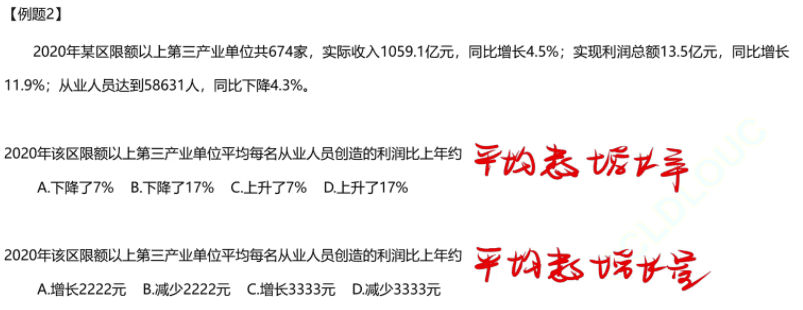 【例题2】
2020年某区限额以上第三产业单位共674家，实际收入1059.1亿元，同比增长4.5%；实现利润总额13.5亿元，同比增长
11.9%；从业人员达到58631人，同比下降4.3%。
2020年该区限额以上第三产业单位平均每名从业人员创造的利润比上年约 平均数增长率
A.下降了7% B.下降了17% C.上升了7% D.上升了17%
2020年该区限额以上第三产业单位平均每名从业人员创造的利润比上年约 平均数增长量
A.增长2222元 B.减少2222元 C.增长3333元 D.减少3333元